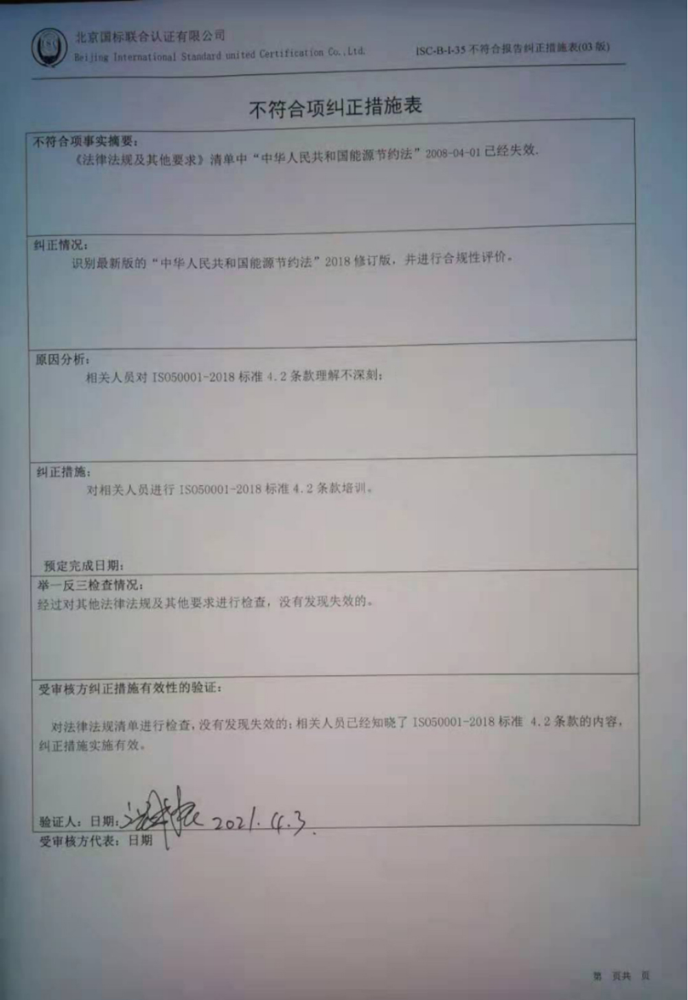 北京国标联合认证有限公司
Beijing International Standard united Certification Co.,Ltd.
ISC-B-I-35 不符合报告纠正措施表(03 版)
不符合项纠正措施表
不符合项事实摘要:
《法律法规及其他要求》清单中“中华人民共和国能源节约法”2008-04-01 已经失效.
纠正情况:
识别最新版的“中华人民共和国能源节约法”2018 修订版，并进行合规性评价。
原因分析:
相关人员对 ISO50001-2018 标准 4.2 条款理解不深刻;
纠正措施:
对相关人员进行 ISO50001-2018 标准 4.2 条款培训。
预定完成日期:
举一反三检查情况:
经过对其他法律法规及其他要求进行检查，没有发现失效的。
受审核方纠正措施有效性的验证:
对法律法规清单进行检查,没有发现失效的;相关人员已经知晓了 ISO50001-2018 标准 4.2 条款的内容，
纠正措施实施有效。
验证人: 日期: 2021.4.3.
受审核方代表: 日期
第 页共 页